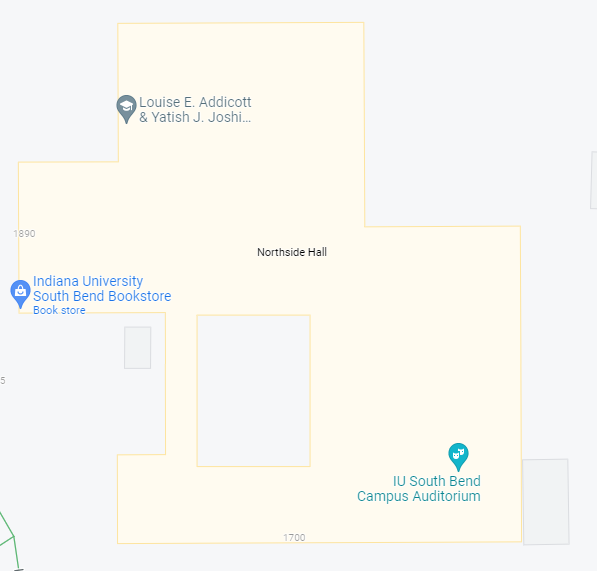 Louise E. Addicott
& Yatish J. Joshi...
1890
Northside Hall
Indiana University
South Bend Bookstore
Book store
5
IU South Bend
Campus Auditorium
1700